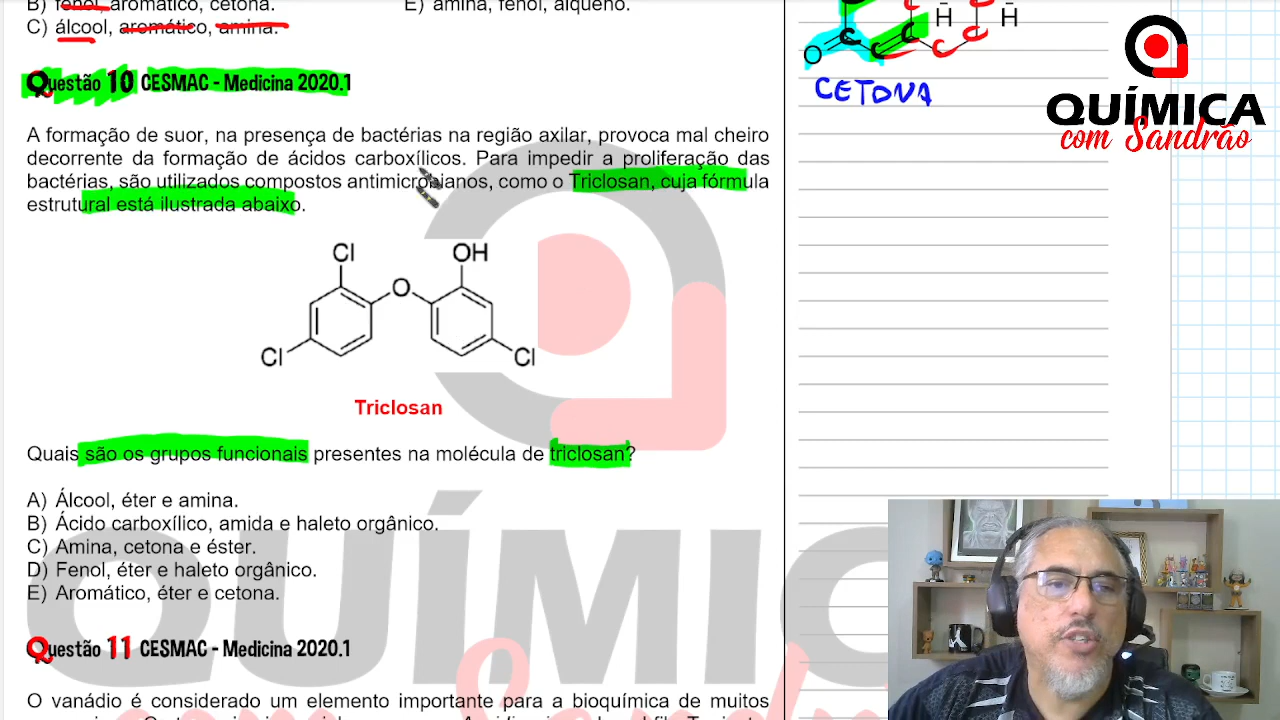 B) fenol, aromático, cetona.
E) amina, fenol, alqueno.
C) álcool, aromático, amina.
Questão 10 CESMAC - Medicina 2020.1
A formação de suor, na presença de bactérias na região axilar, provoca mal cheiro
decorrente da formação de ácidos carboxílicos. Para impedir a proliferação das
bactérias, são utilizados compostos antimicrobianos, como o Triclosan, cuja fórmula
estrutural está ilustrada abaixo.
Cl
OH
O
Cl
Cl
Triclosan
Quais são os grupos funcionais presentes na molécula de triclosan?
A) Álcool, éter e amina.
B) Ácido carboxílico, amida e haleto orgânico.
C) Amina, cetona e éster.
D) Fenol, éter e haleto orgânico.
E) Aromático, éter e cetona.
Questão 11 CESMAC - Medicina 2020.1
O vanádio é considerado um elemento importante para a bioquímica de muitos
H
H
C
C
C
C
C
O
CETONA
QUÍMICA
com Sandrão
QUÍMICA